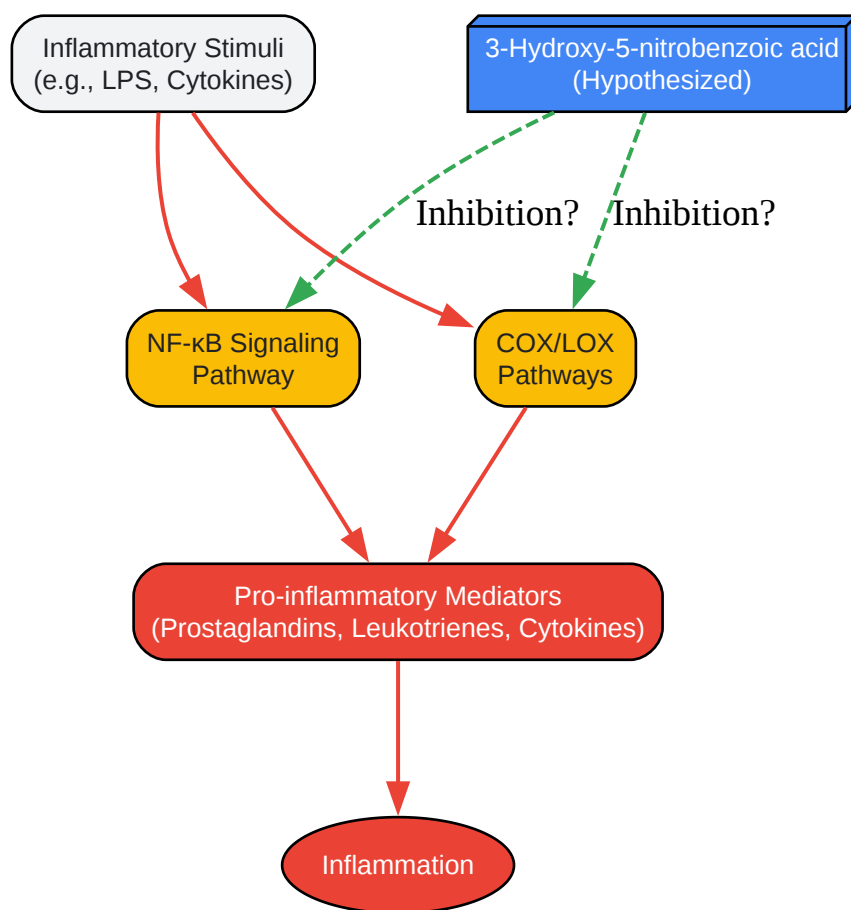 Inflammatory Stimuli
(e.g., LPS, Cytokines)
3-Hydroxy-5-nitrobenzoic acid
(Hypothesized)
Inhibition?
Inhibition?
NF-κB Signaling
Pathway
COX/LOX
Pathways
Pro-inflammatory Mediators
(Prostaglandins, Leukotrienes, Cytokines)
Inflammation